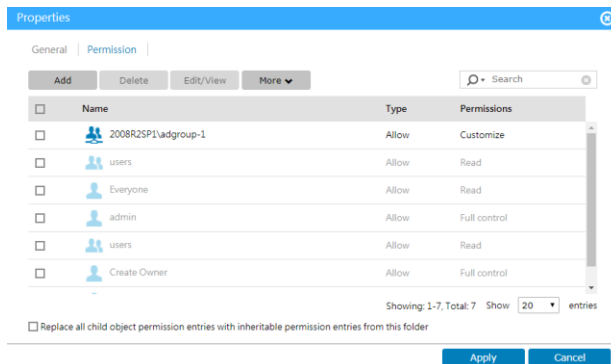 Properties
General Permission
Add Delete Edit/View More Search
Name Type Permissions
2008R2SP1\adgroup-1 Allow Customize
users Allow Read
Everyone Allow Read
admin Allow Full control
users Allow Read
Create Owner Allow Full control
Showing: 1-7, Total: 7 Show 20 entries
Replace all child object permission entries with inheritable permission entries from this folder
Apply Cancel